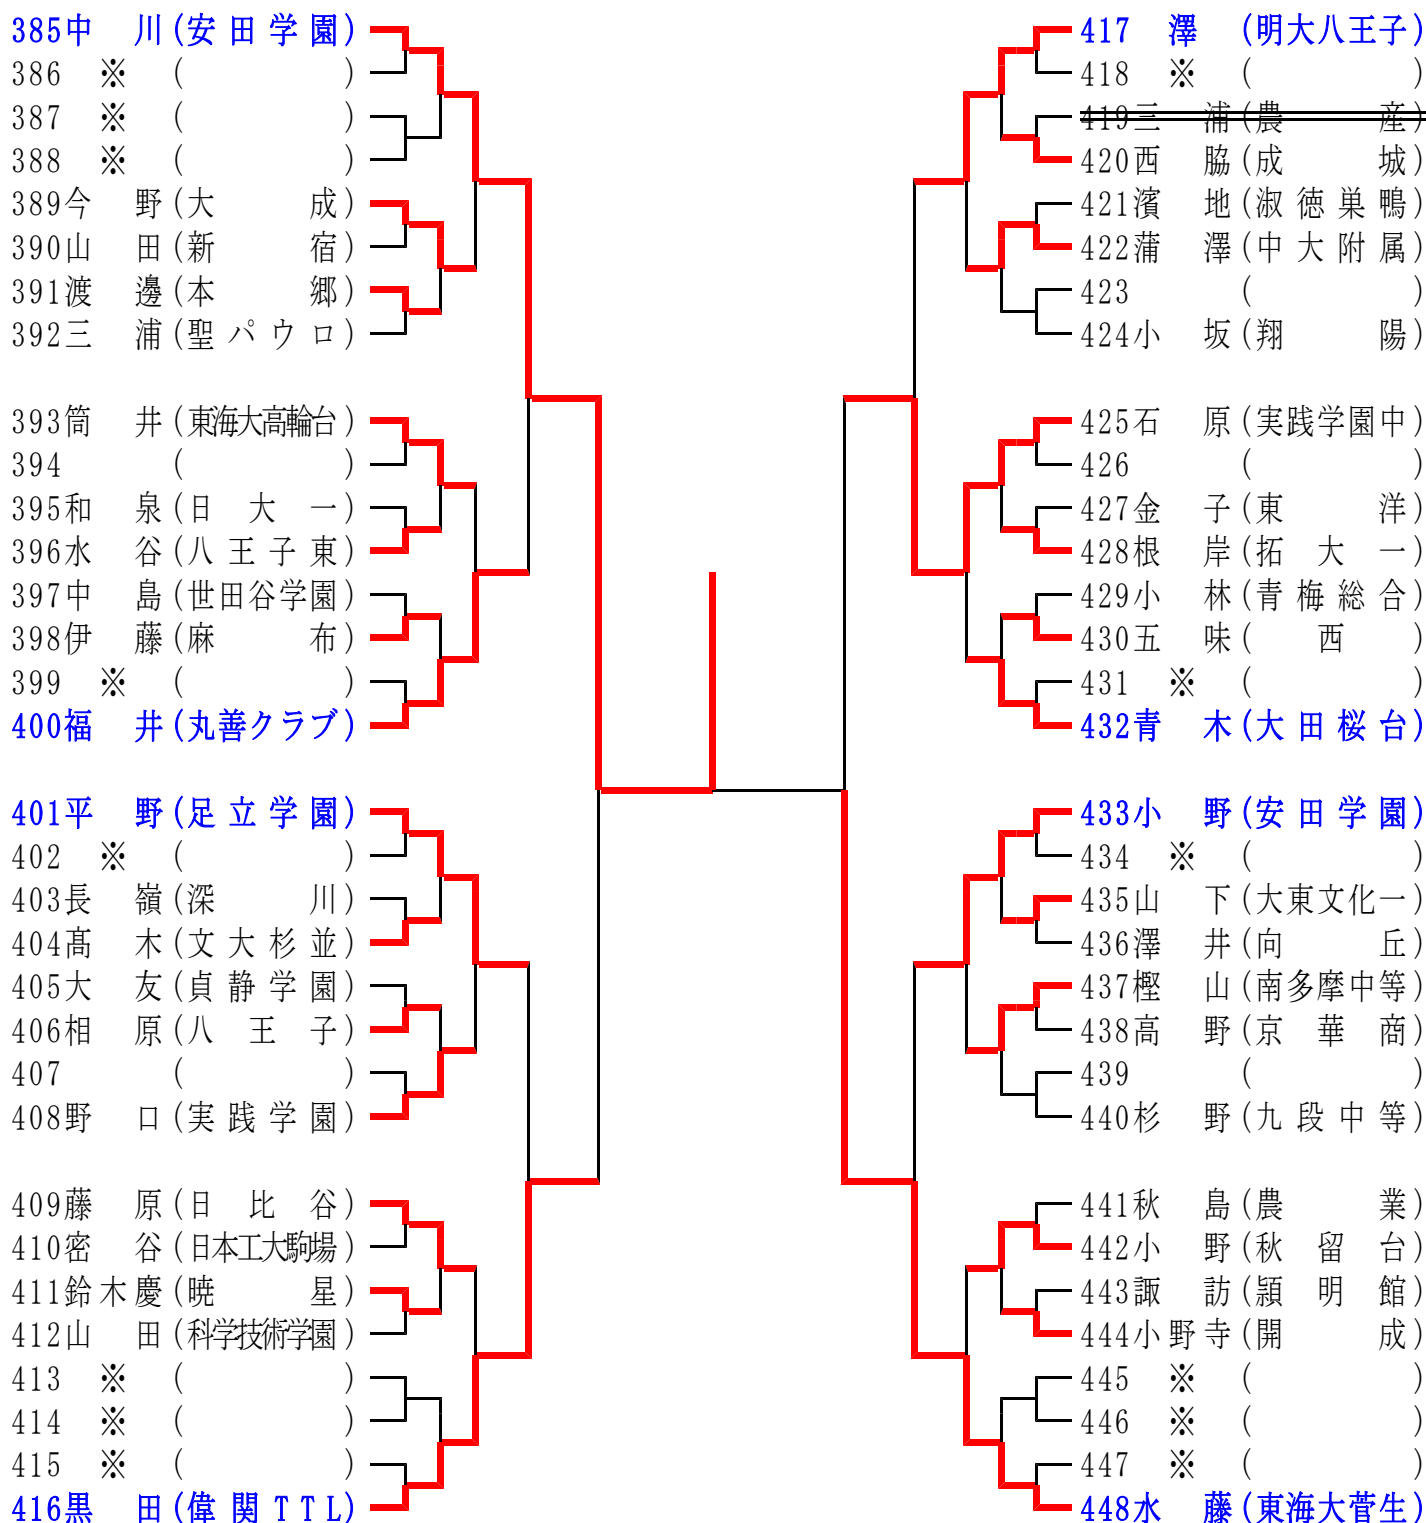 385中　川(安田学園)
386　※　(　　　　)
387　※　(　　　　)
388　※　(　　　　)
389今　野(大　　成)
390山　田(新　　宿)
391渡　邊(本　　郷)
392三　浦(聖パウロ)
393筒　井(東海大高輪台)
394　　　(　　　　)
395和　泉(日　大　一)
396水　谷(八王子東)
397中　島(世田谷学園)
398伊　藤(麻　　布)
399　※　(　　　　)
400福　井(丸善クラブ)
401平　野(足立学園)
402　※　(　　　　)
403長　嶺(深　　川)
404髙　木(文大杉並)
405大　友(貞静学園)
406相　原(八　王　子)
407　　　(　　　　)
408野　口(実践学園)
409藤　原(日　比　谷)
410密　谷(日本工大駒場)
411鈴木慶(暁　　星)
412山　田(科学技術学園)
413　※　(　　　　)
414　※　(　　　　)
415　※　(　　　　)
416黒　田(偉関TTL)
417　澤　(明大八王子)
418　※　(　　　　)
419三　浦(農　　産)
420西　脇(成　　城)
421濱　地(淑徳巣鴨)
422蒲　澤(中大附属)
423　　　(　　　　)
424小　坂(翔　　陽)
425石　原(実践学園中)
426　　　(　　　　)
427金　子(東　　洋)
428根　岸(拓　大　一)
429小　林(青梅総合)
430五　味(　西　)
431　※　(　　　　)
432青　木(大田桜台)
433小　野(安田学園)
434　※　(　　　　)
435山　下(大東文化一)
436澤　井(向　　丘)
437樫　山(南多摩中等)
438高　野(京　華　商)
439　　　(　　　　)
440杉　野(九段中等)
441秋　島(農　　業)
442小　野(秋　留　台)
443諏　訪(穎　明　館)
444小野寺(開　　成)
445　※　(　　　　)
446　※　(　　　　)
447　※　(　　　　)
448水　藤(東海大菅生)